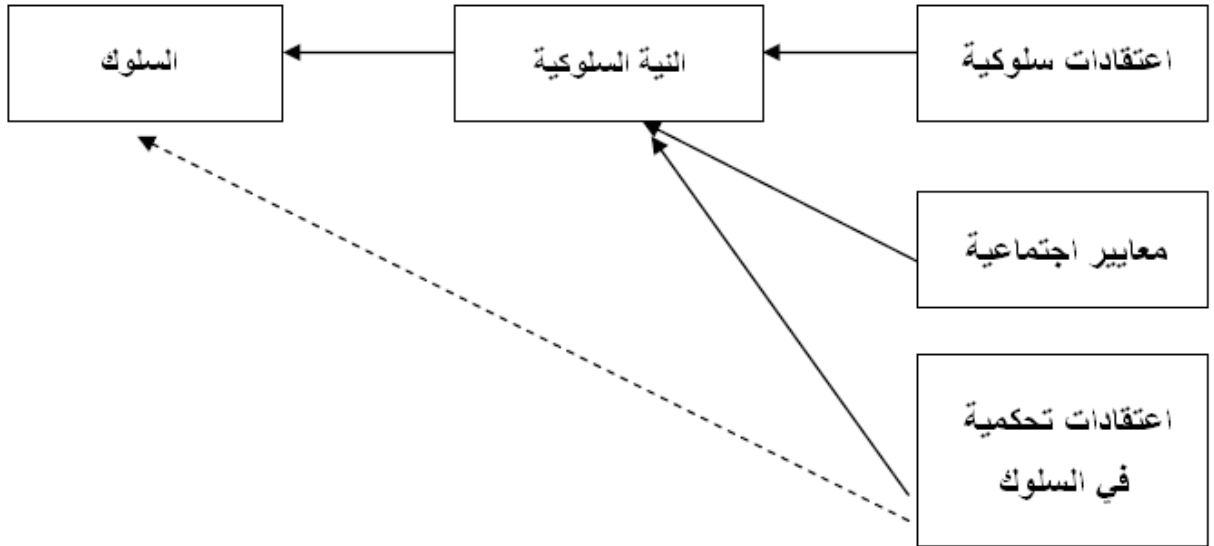 اعتقادات سلوكية
النية السلوكية
السلوك
معايير اجتماعية
اعتقادات تحكمية
في السلوك